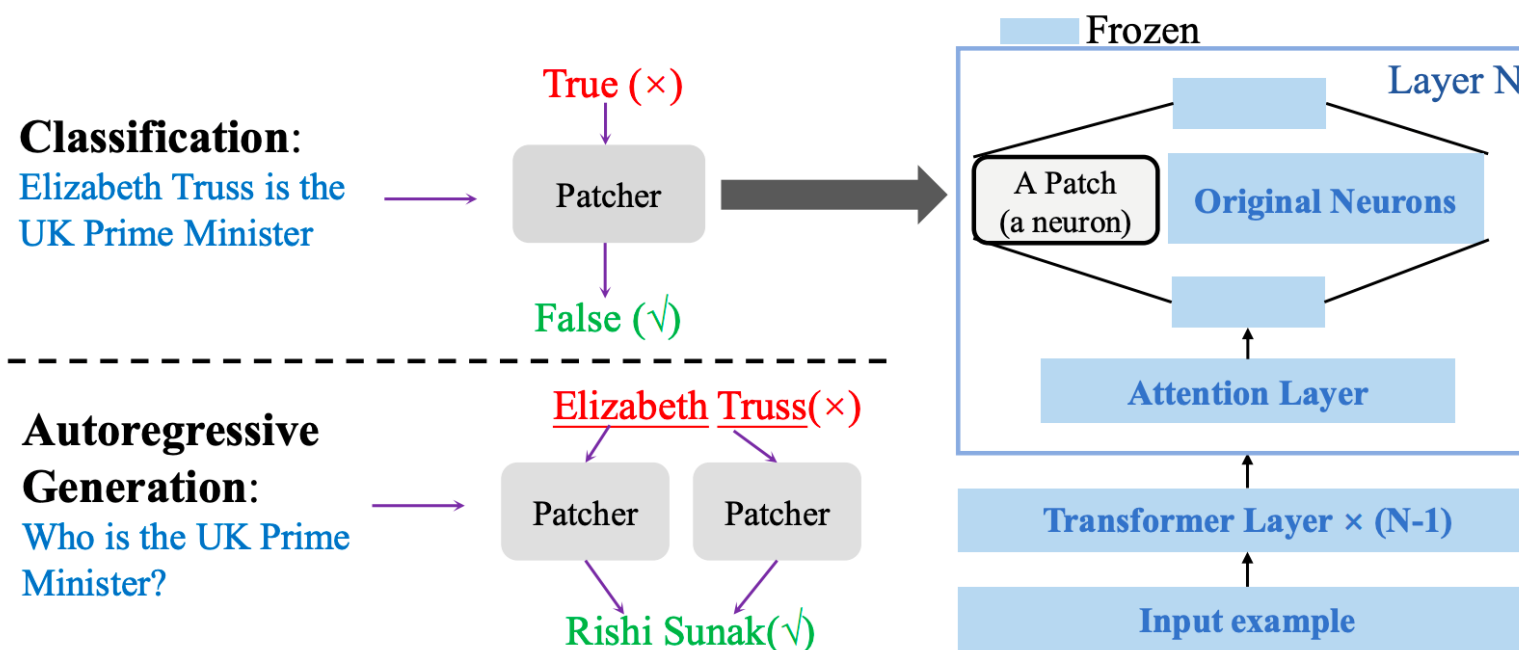 Frozen
Layer N
True (×)
Classification:
Elizabeth Truss is the
UK Prime Minister
Patcher
A Patch
(a neuron)
Original Neurons
False (√)
Attention Layer
Elizabeth Truss(×)
Autoregressive
Generation:
Who is the UK Prime
Minister?
Patcher
Patcher
Rishi Sunak(√)
Transformer Layer × (N-1)
Input example